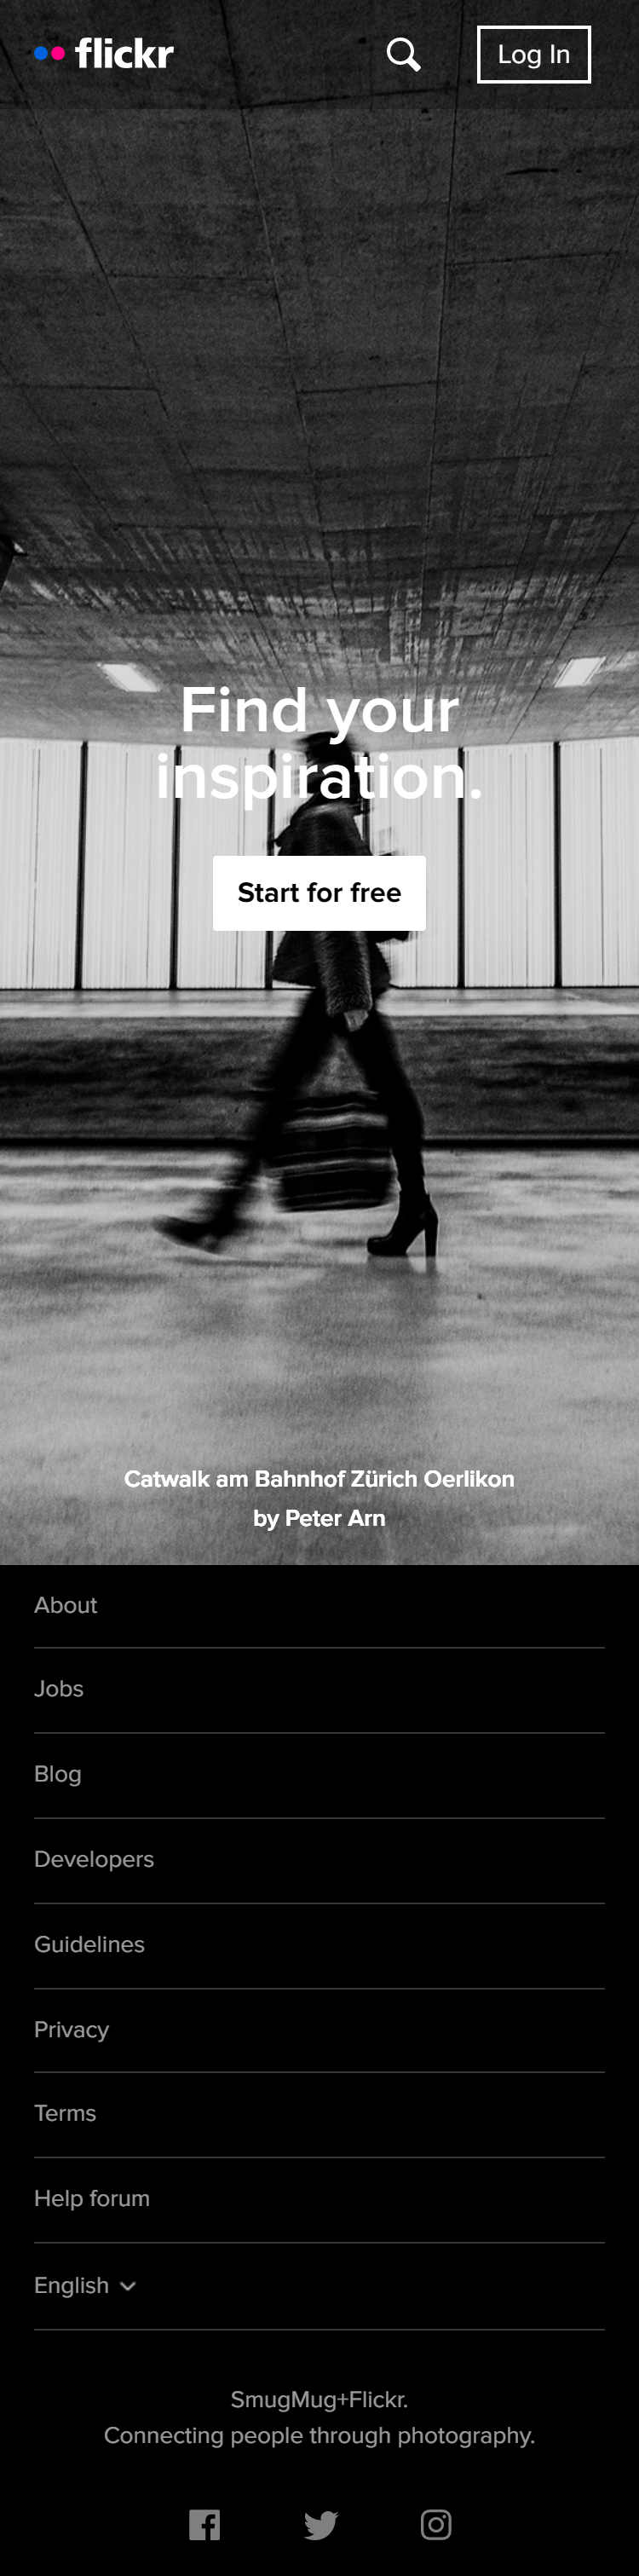 flickr
Log In
Find your
inspiration.
Start for free
Catwalk am Bahnhof Zürich Oerlikon
by Peter Arn
About
Jobs
Blog
Developers
Guidelines
Privacy
Terms
Help forum
English
SmugMug+Flickr.
Connecting people through photography.